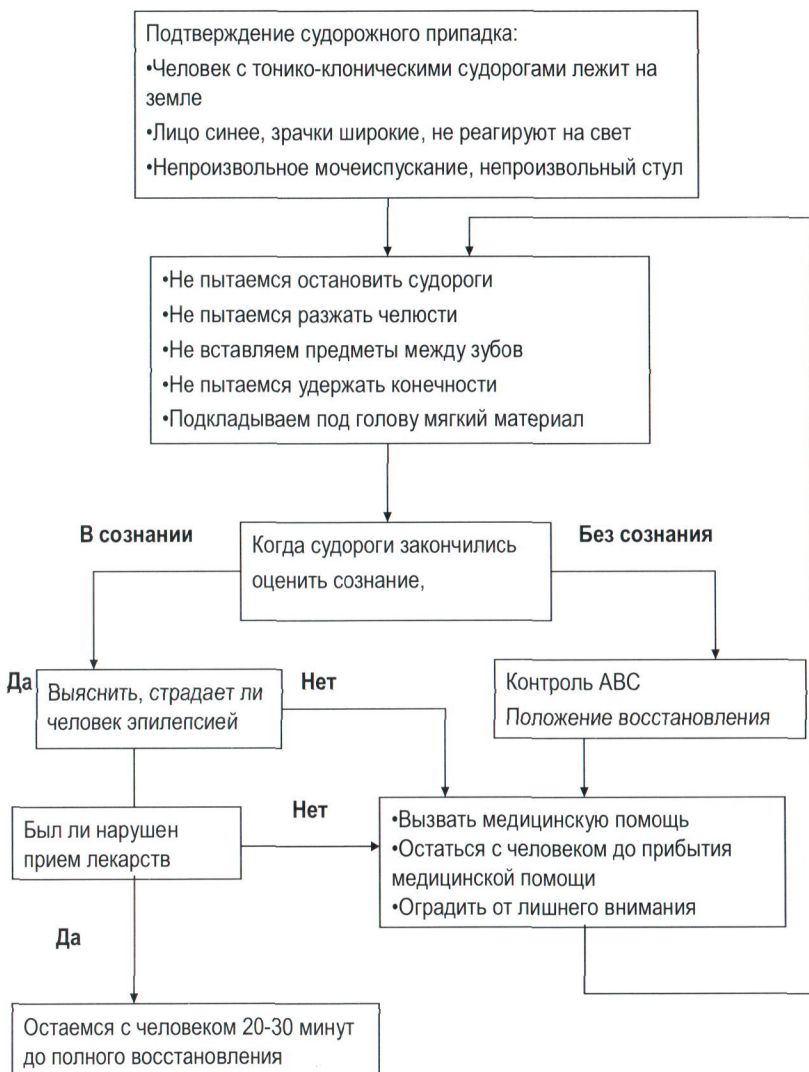 Подтверждение судорожного припадка:
•Человек с тонико-клоническими судорогами лежит на
земле
•Лицо синее, зрачки широкие, не реагируют на свет
•Непроизвольное мочеиспускание, непроизвольный стул
•Не пытаемся остановить судороги
•Не пытаемся разжать челюсти
•Не вставляем предметы между зубов
•Не пытаемся удержать конечности
•Подкладываем под голову мягкий материал
В сознании
Когда судороги закончились
оценить сознание,
Без сознания
Да
Выяснить, страдает ли
человек эпилепсией
Нет
Контроль АВС
Положение восстановления
Был ли нарушен
прием лекарств
Нет
•Вызвать медицинскую помощь
•Остаться с человеком до прибытия
медицинской помощи
•Оградить от лишнего внимания
Да
Остаемся с человеком 20-30 минут
до полного восстановления